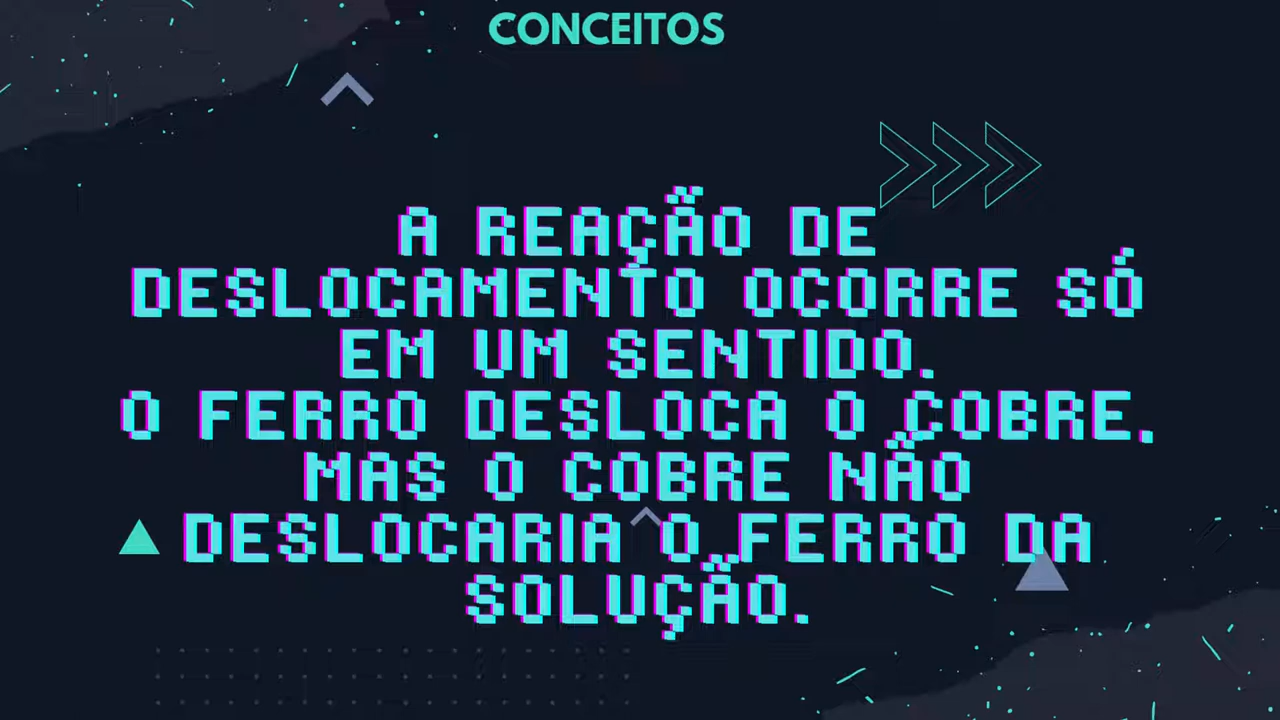 CONCEITOS
A REAÇÃO DE
DESLOCAMENTO OCORRE SÓ
EM UM SENTIDO.
O FERRO DESLOCA O COBRE.
MAS O COBRE NÃO
DESLOCARIA O FERRO DA
SOLUÇÃO.